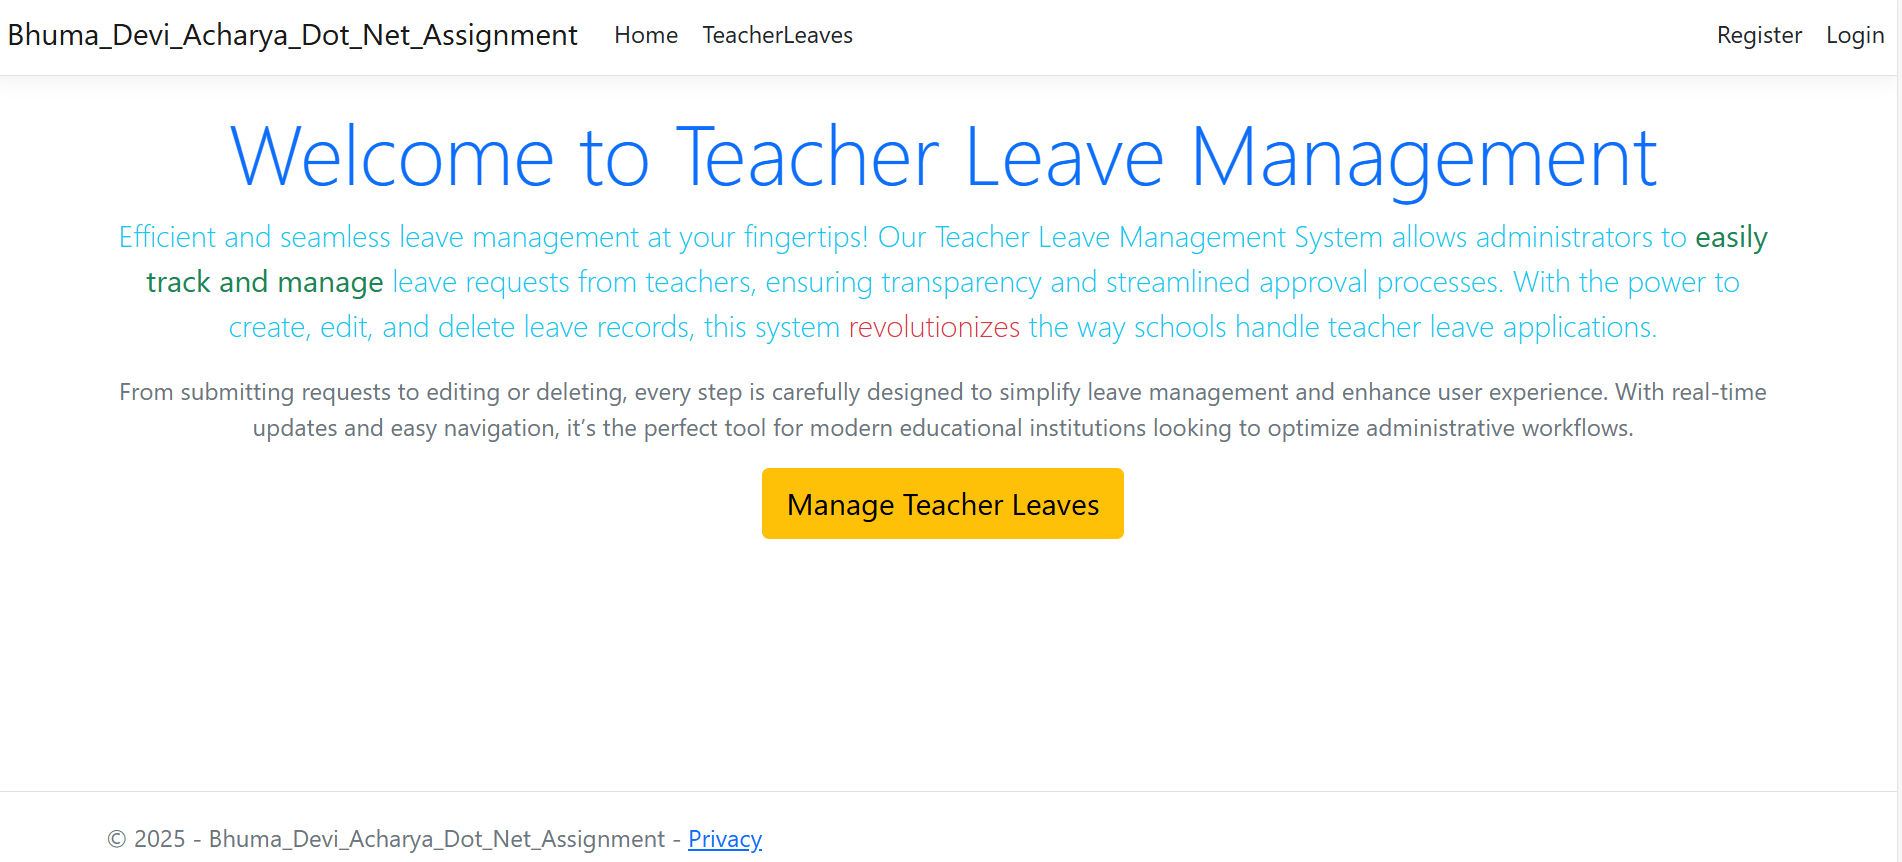 Bhuma_Devi_Acharya_Dot_Net_Assignment Home TeacherLeaves Register Login
Welcome to Teacher Leave Management
Efficient and seamless leave management at your fingertips! Our Teacher Leave Management System allows administrators to easily
track and manage leave requests from teachers, ensuring transparency and streamlined approval processes. With the power to
create, edit, and delete leave records, this system revolutionizes the way schools handle teacher leave applications.
From submitting requests to editing or deleting, every step is carefully designed to simplify leave management and enhance user experience. With real-time
updates and easy navigation, it’s the perfect tool for modern educational institutions looking to optimize administrative workflows.
Manage Teacher Leaves
© 2025 - Bhuma_Devi_Acharya_Dot_Net_Assignment - Privacy